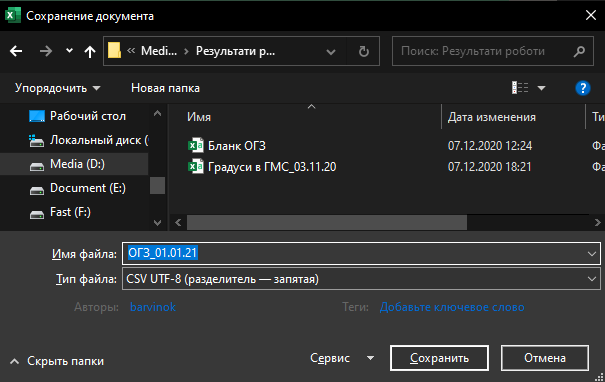 Сохранение документа
Medi... Результати р...
Поиск: Результати роботи
Упорядочить Новая папка
Рабочий стол
Локальный диск (
Media (D:)
Document (E:)
Fast (F:)
Имя Дата изменения Ти
Бланк ОГЗ 07.12.2020 12:24 Фа
Градуси в ГМС_03.11.20 07.12.2020 18:21 Фа
Имя файла: ОГЗ_01.01.21
Тип файла: CSV UTF-8 (разделитель — запятая)
Авторы: barvinok Теги: Добавьте ключевое слово
Скрыть папки Сервис Сохранить Отмена